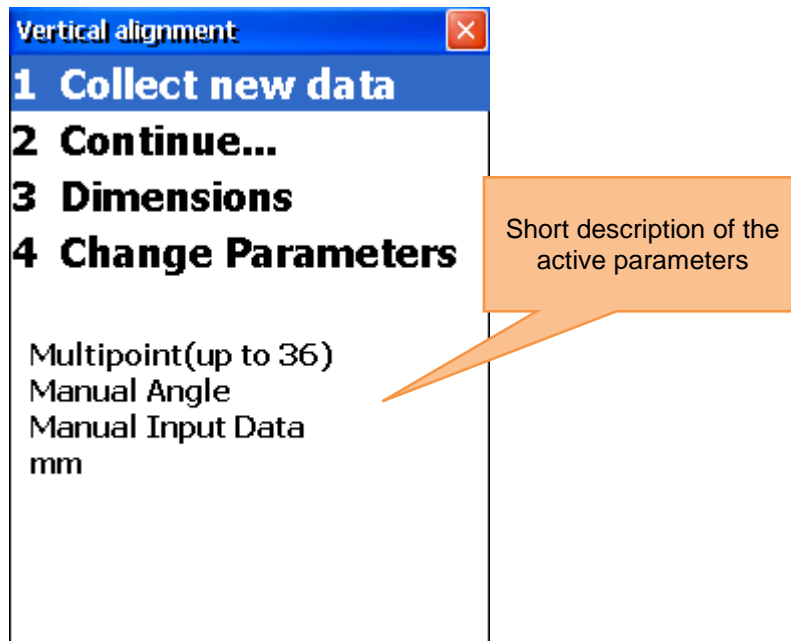 Vertical alignment
1 Collect new data
2 Continue...
3 Dimensions
4 Change Parameters
Short description of the
active parameters
Multipoint(up to 36)
Manual Angle
Manual Input Data
mm